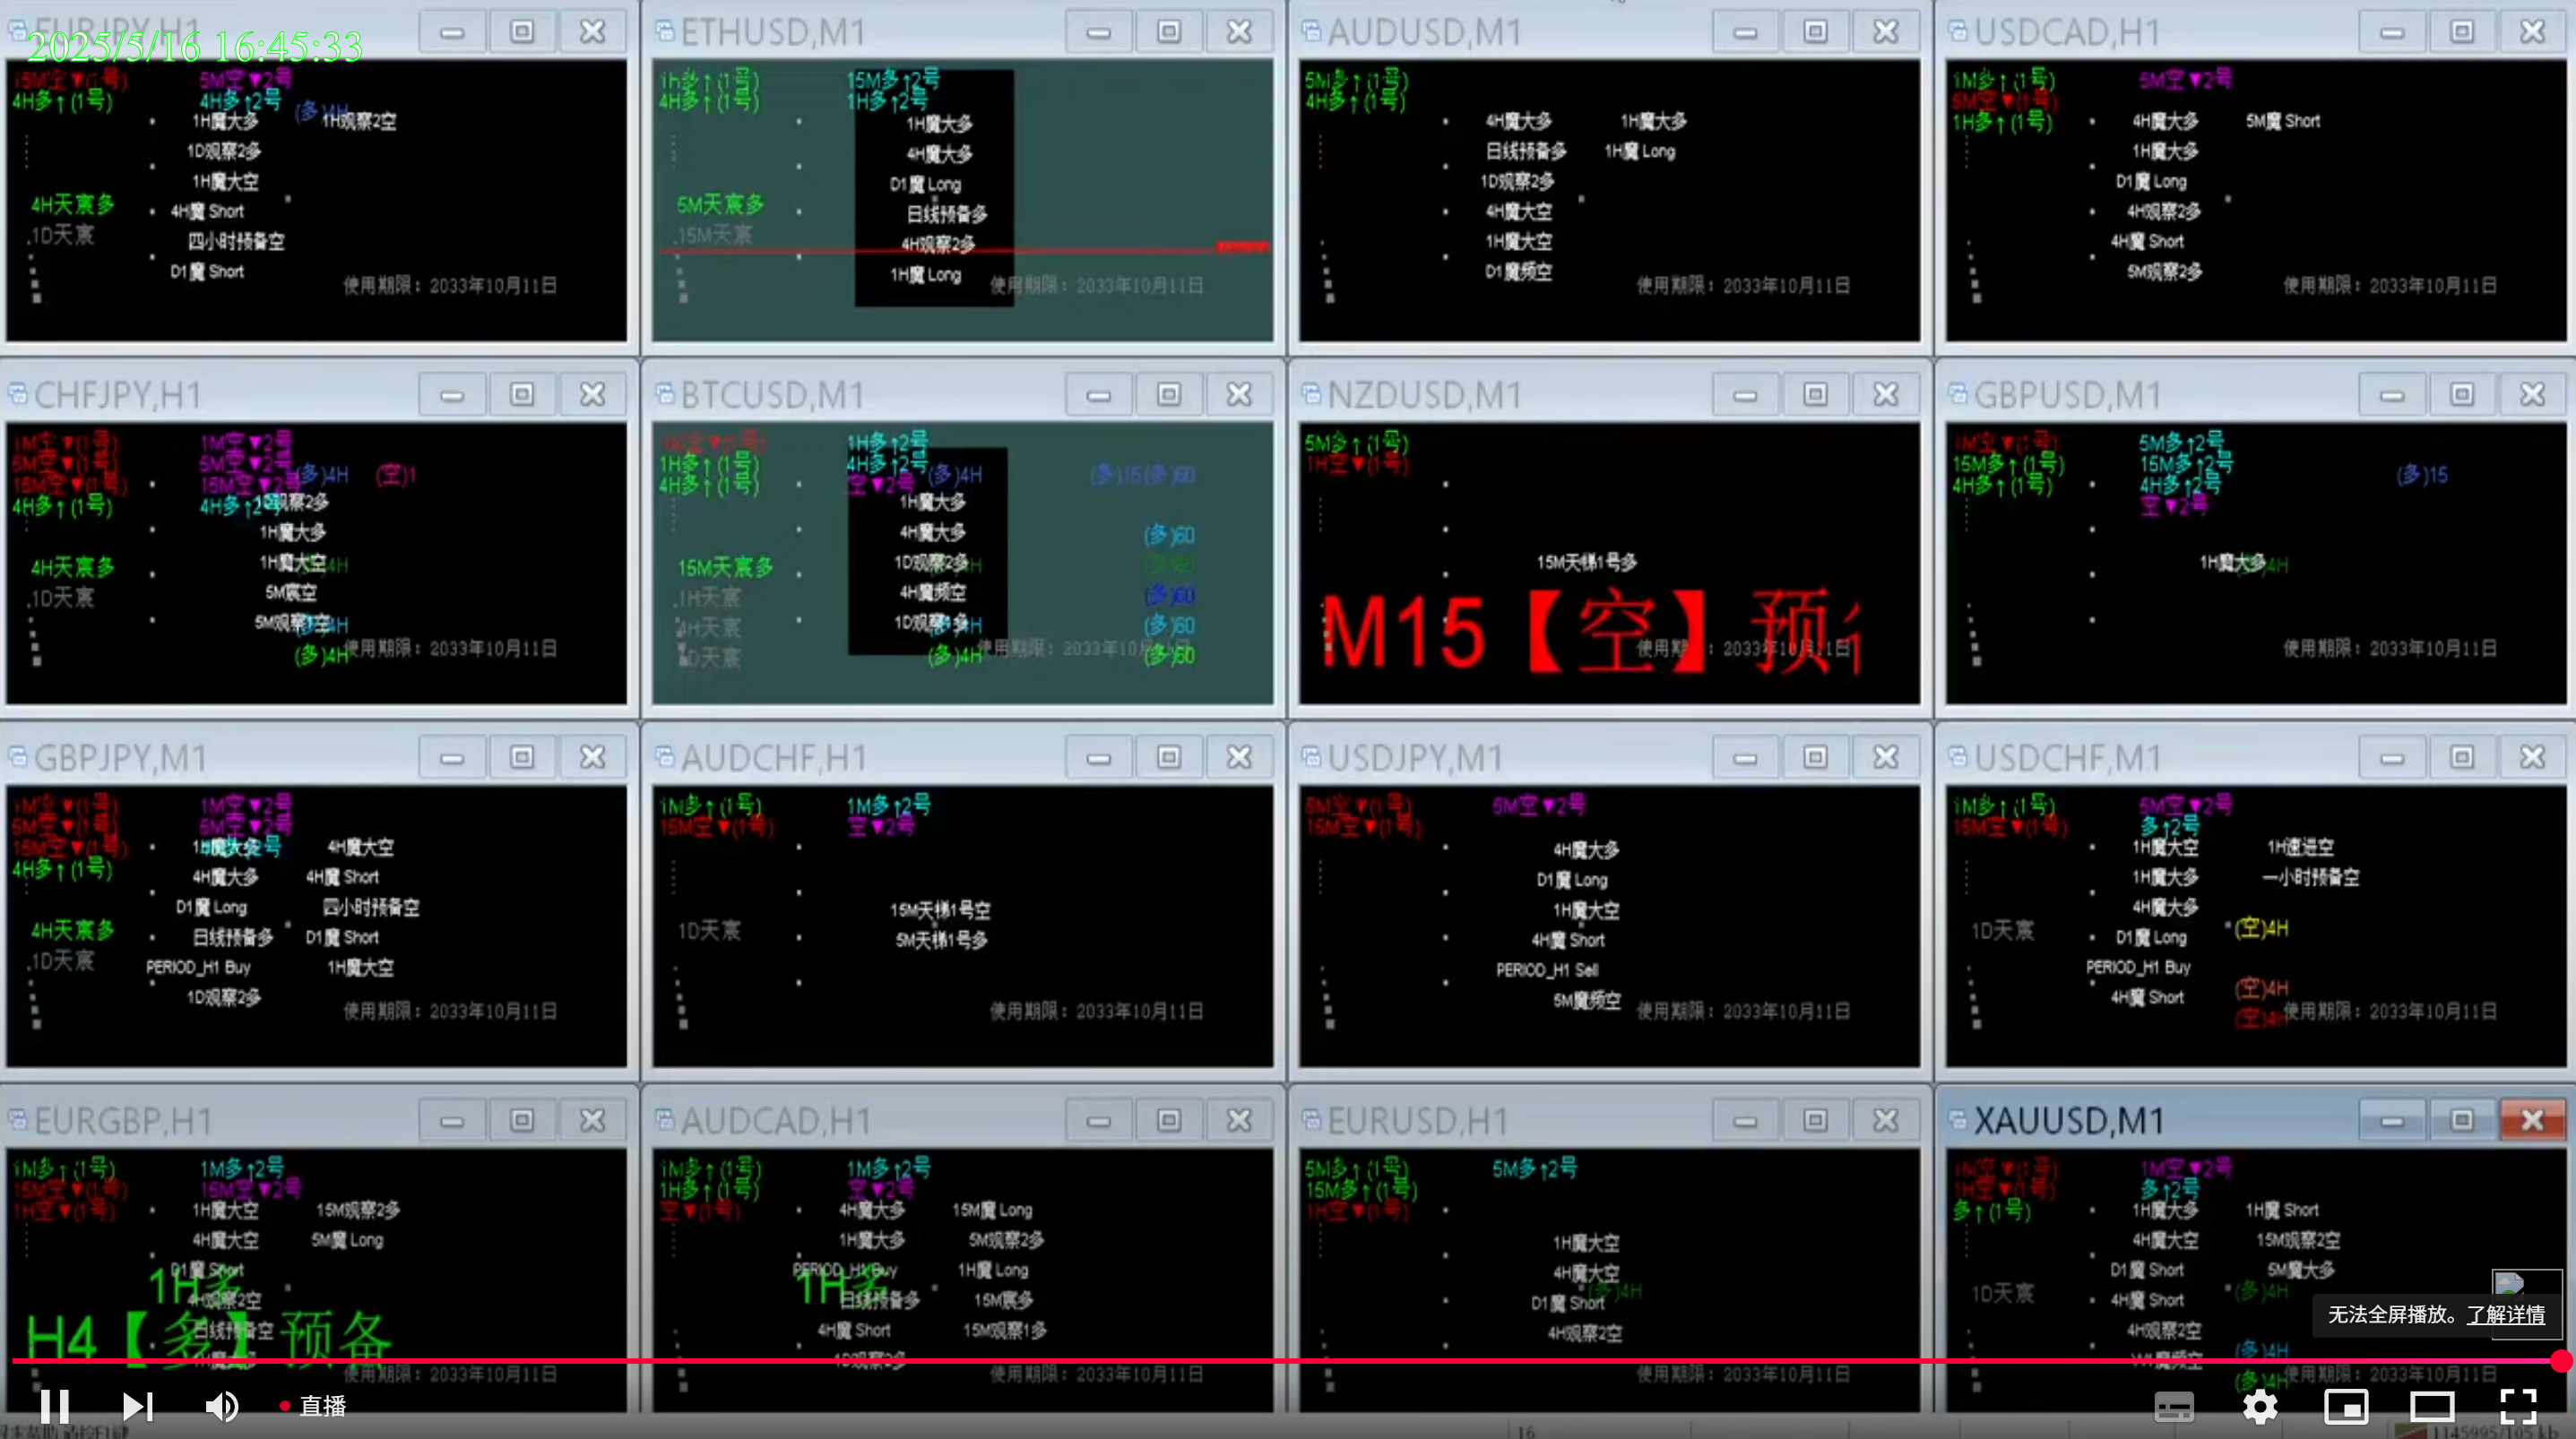 EURJPY,H1
2025/5/16 16:45:33
15M空▼(1号) 5M空▼2号
4H多↑(1号) 4H多↑2号 (多)4H
1H魔大多 1H观察2空
1D观察2多
1H魔大空
4H天宸多 4H魔 Short
.1D天宸 四小时预备空
D1魔 Short
使用期限：2033年10月11日
ETHUSD,M1
1H多↑(1号) 15M多↑2号
4H多↑(1号) 1H多↑2号
1H魔大多
4H魔大多
D1魔 Long
5M天宸多 日线预备多
.15M天宸 4H观察2多
1H魔 Long
使用期限：2033年10月11日
AUDUSD,M1
5M多↑(1号)
4H多↑(1号)
4H魔大多 1H魔大多
日线预备多 1H魔 Long
1D观察2多
4H魔大空
1H魔大空
D1魔频空
使用期限：2033年10月11日
USDCAD,H1
1M多↑(1号) 5M空▼2号
5M空▼(1号)
1H多↑(1号) 4H魔大多 5M魔 Short
1H魔大多
D1魔 Long
4H观察2多
4H魔 Short
5M观察2多
使用期限：2033年10月11日
CHFJPY,H1
1M空▼(1号) 1M空▼2号
5M空▼(1号) 5M空▼2号 (多)4H (空)1
15M空▼(1号) 15M空▼2号
4H多↑(1号) 4H多↑2号 1D观察2多
1H魔大多
4H天宸多 1H魔大空 4H
.1D天宸 5M宸空
5M观察1空
(多)4H 使用期限：2033年10月11日
BTCUSD,M1
1M空▼(1号) 1H多↑2号
1H多↑(1号) 4H多↑2号 (多)4H (多)15 (多)60
4H多↑(1号) 空▼2号
1H魔大多
4H魔大多 (多)60
15M天宸多 1D观察2多
.1H天宸 4H魔频空 (多)60
4H天宸 1D观察1多 (多)60
1D天宸 (多)4H (多)60
使用期限：2033年10月11日
NZDUSD,M1
5M多↑(1号)
1H空▼(1号)
15M天梯1号多
M15【空】预
使用期限：2033年10月11日
GBPUSD,M1
1M空▼(1号) 5M多↑2号
15M多↑(1号) 15M多↑2号 (多)15
4H多↑(1号) 4H多↑2号
空▼2号
1H魔大多 4H
使用期限：2033年10月11日
GBPJPY,M1
1M空▼(1号) 1M空▼2号
5M空▼(1号) 5M空▼2号
15M空▼(1号) 1H魔大多 4H魔大空
4H多↑(1号) 4H魔大多 4H魔 Short
D1魔 Long 四小时预备空
4H天宸多 日线预备多 D1魔 Short
.1D天宸 PERIOD_H1 Buy 1H魔大空
1D观察2多
使用期限：2033年10月11日
AUDCHF,H1
1M多↑(1号) 1M多↑2号
15M空▼(1号) 空▼2号
15M天梯1号空
1D天宸
5M天梯1号多
使用期限：2033年10月11日
USDJPY,M1
5M空▼(1号) 5M空▼2号
15M空▼(1号)
4H魔大多
D1魔 Long
1H魔大空
4H魔 Short
PERIOD_H1 Sell
5M魔频空
使用期限：2033年10月11日
USDCHF,M1
1M多↑(1号) 5M空▼2号
15M空▼(1号) 多↑2号
1H魔大空 1H速进空
1H魔大多 一小时预备空
4H魔大多
1D天宸 D1魔 Long (空)4H
PERIOD_H1 Buy
4H魔 Short (空)4H
(空)4H
使用期限：2033年10月11日
EURGBP,H1
1M多↑(1号) 1M多↑2号
15M空▼(1号) 15M空▼2号
1H空▼(1号) 1H魔大空 15M观察2多
4H魔大空 5M魔 Long
D1魔 Short
1H多
4H观察2空
日线预备空
H4【多】预备
使用期限：2033年10月11日
AUDCAD,H1
1M多↑(1号) 1M多↑2号
1H多↑(1号) 空▼2号
空▼(1号) 4H魔大多 15M魔 Long
1H魔大多 5M观察2多
PERIOD_H1 Buy 1H魔 Long
1H多
日线预备多 15M宸多
4H魔 Short 15M观察1多
1D观察2多
使用期限：2033年10月11日
EURUSD,H1
5M多↑(1号) 5M多↑2号
15M多↑(1号)
1H空▼(1号)
1H魔大空
4H魔大空
(多)4H
D1魔 Short
4H观察2空
使用期限：2033年10月11日
XAUUSD,M1
1M空▼(1号) 1M空▼2号
1H空▼(1号) 多↑2号
多↑(1号) 1H魔大多 1H魔 Short
4H魔大空 15M观察2空
D1魔 Short 5M魔大多
1D天宸 4H魔 Short (多)4H
4H观察2空
(多)4H
(多)4H
使用期限：2033年10月11日
无法全屏播放。了解详情
直播
16
1145995/105 kb